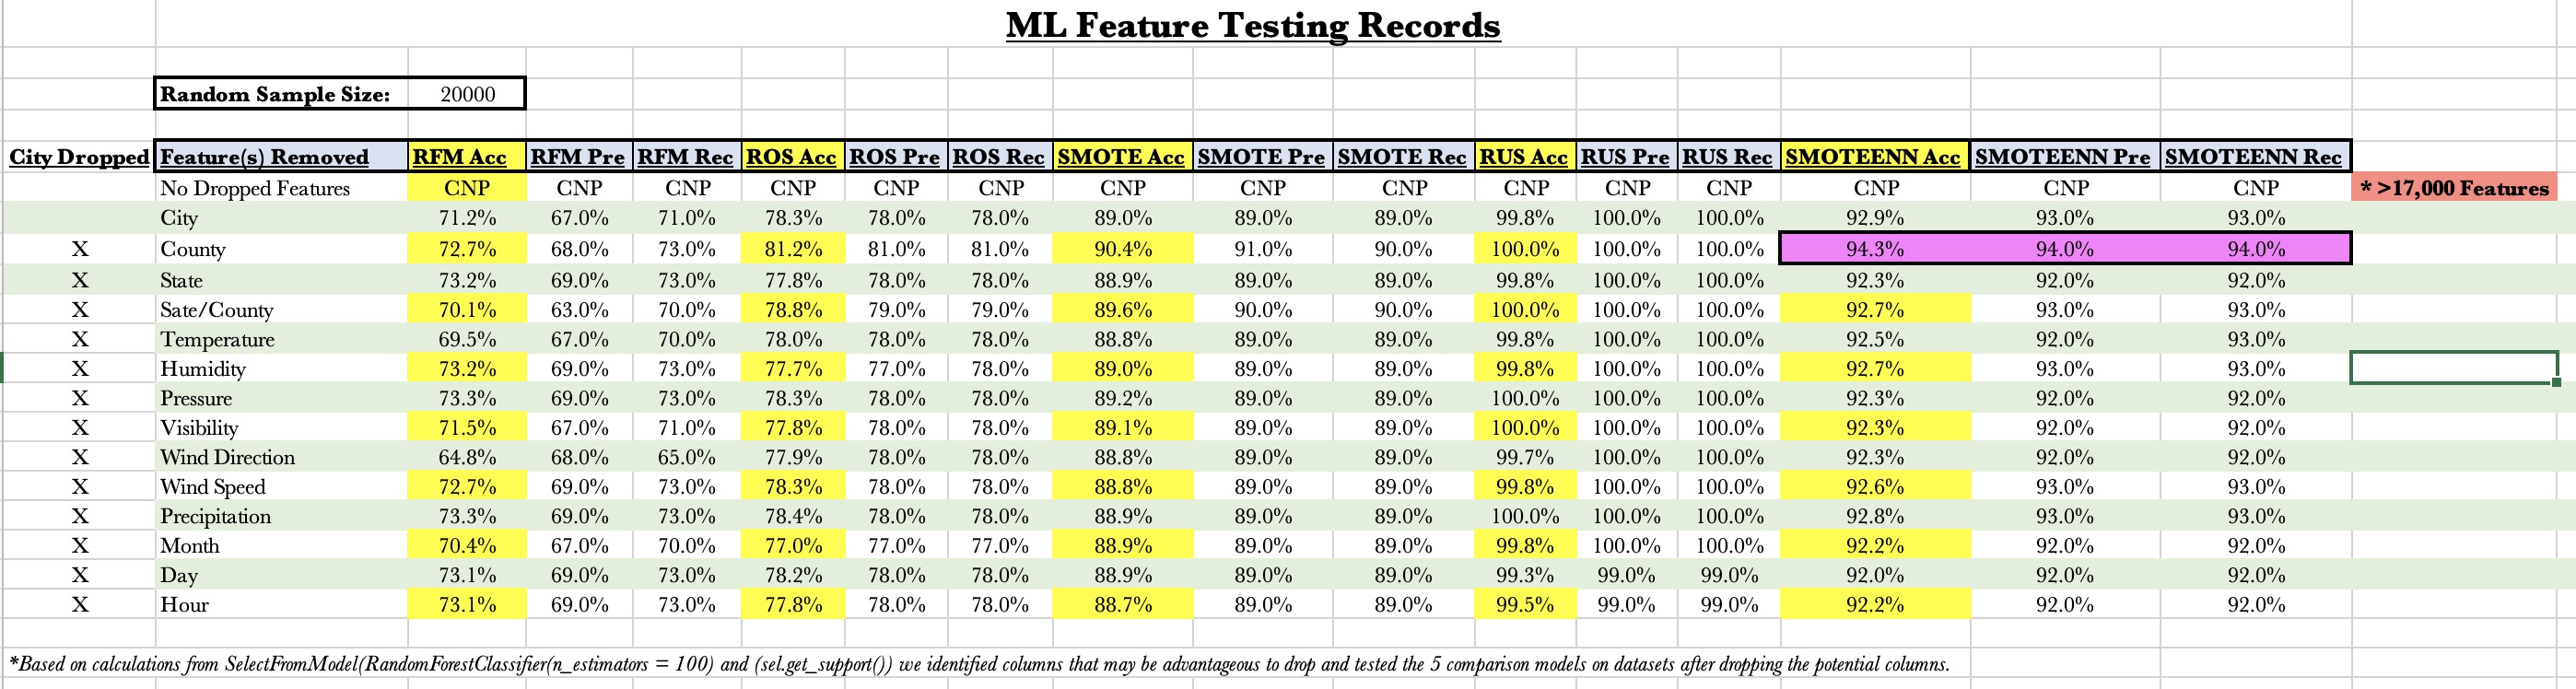 ML Feature Testing Records
Random Sample Size: 20000
City Dropped Feature(s) Removed RFM Acc RFM Pre RFM Rec ROS Acc ROS Pre ROS Rec SMOTE Acc SMOTE Pre SMOTE Rec RUS Acc RUS Pre RUS Rec SMOTEENN Acc SMOTEENN Pre SMOTEENN Rec
No Dropped Features CNP CNP CNP CNP CNP CNP CNP CNP CNP CNP CNP CNP CNP CNP CNP * >17,000 Features
City 71.2% 67.0% 71.0% 78.3% 78.0% 78.0% 89.0% 89.0% 89.0% 99.8% 100.0% 100.0% 92.9% 93.0% 93.0%
X County 72.7% 68.0% 73.0% 81.2% 81.0% 81.0% 90.4% 91.0% 90.0% 100.0% 100.0% 100.0% 94.3% 94.0% 94.0%
X State 73.2% 69.0% 73.0% 77.8% 78.0% 78.0% 88.9% 89.0% 89.0% 99.8% 100.0% 100.0% 92.3% 92.0% 92.0%
X Sate/County 70.1% 63.0% 70.0% 78.8% 79.0% 79.0% 89.6% 90.0% 90.0% 100.0% 100.0% 100.0% 92.7% 93.0% 93.0%
X Temperature 69.5% 67.0% 70.0% 78.0% 78.0% 78.0% 88.8% 89.0% 89.0% 99.8% 100.0% 100.0% 92.5% 92.0% 93.0%
X Humidity 73.2% 69.0% 73.0% 77.7% 77.0% 78.0% 89.0% 89.0% 89.0% 99.8% 100.0% 100.0% 92.7% 93.0% 93.0%
X Pressure 73.3% 69.0% 73.0% 78.3% 78.0% 78.0% 89.2% 89.0% 89.0% 100.0% 100.0% 100.0% 92.3% 92.0% 92.0%
X Visibility 71.5% 67.0% 71.0% 77.8% 78.0% 78.0% 89.1% 89.0% 89.0% 100.0% 100.0% 100.0% 92.3% 92.0% 92.0%
X Wind Direction 64.8% 68.0% 65.0% 77.9% 78.0% 78.0% 88.8% 89.0% 89.0% 99.7% 100.0% 100.0% 92.3% 92.0% 92.0%
X Wind Speed 72.7% 69.0% 73.0% 78.3% 78.0% 78.0% 88.8% 89.0% 89.0% 99.8% 100.0% 100.0% 92.6% 93.0% 93.0%
X Precipitation 73.3% 69.0% 73.0% 78.4% 78.0% 78.0% 88.9% 89.0% 89.0% 100.0% 100.0% 100.0% 92.8% 93.0% 93.0%
X Month 70.4% 67.0% 70.0% 77.0% 77.0% 77.0% 88.9% 89.0% 89.0% 99.8% 100.0% 100.0% 92.2% 92.0% 92.0%
X Day 73.1% 69.0% 73.0% 78.2% 78.0% 78.0% 88.9% 89.0% 89.0% 99.3% 99.0% 99.0% 92.0% 92.0% 92.0%
X Hour 73.1% 69.0% 73.0% 77.8% 78.0% 78.0% 88.7% 89.0% 89.0% 99.5% 99.0% 99.0% 92.2% 92.0% 92.0%
*Based on calculations from SelectFromModel(RandomForestClassifier(n_estimators = 100) and (sel.get_support()) we identified columns that may be advantageous to drop and tested the 5 comparison models on datasets after dropping the potential columns.